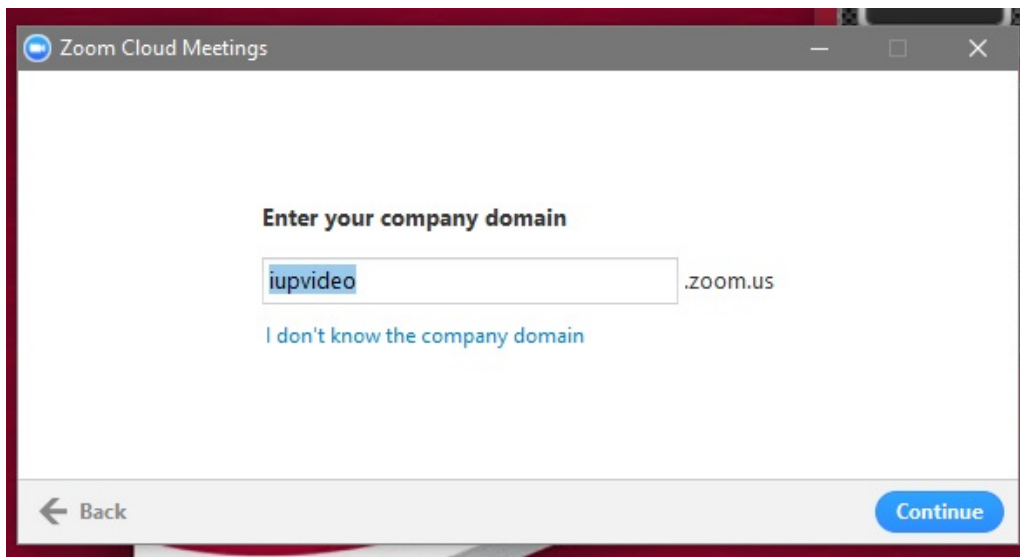 Zoom Cloud Meetings
Enter your company domain
iupvideo .zoom.us
I don't know the company domain
Back Continue